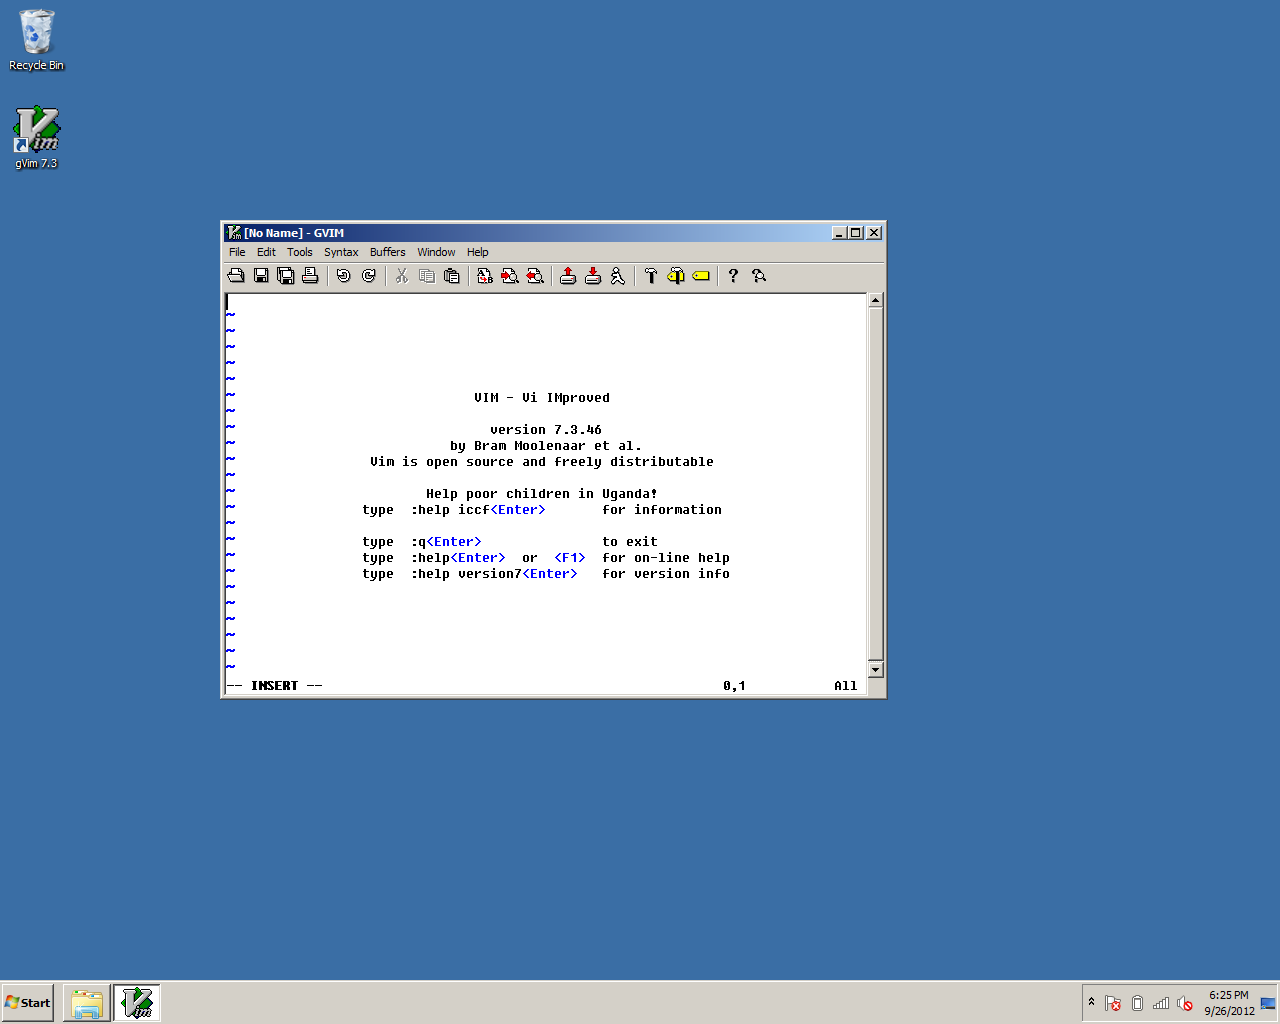 Recycle Bin
gVim 7.3
[No Name] - GVIM
File Edit Tools Syntax Buffers Window Help
~
~
~
~
~
~ VIM - Vi IMproved
~
~ version 7.3.46
~ by Bram Moolenaar et al.
~ Vim is open source and freely distributable
~
~ Help poor children in Uganda!
~ type :help iccf<Enter> for information
~
~ type :q<Enter> to exit
~ type :help<Enter> or <F1> for on-line help
~ type :help version7<Enter> for version info
~
~
~
~
~
~
-- INSERT -- 0,1 All
Start
6:25 PM
9/26/2012